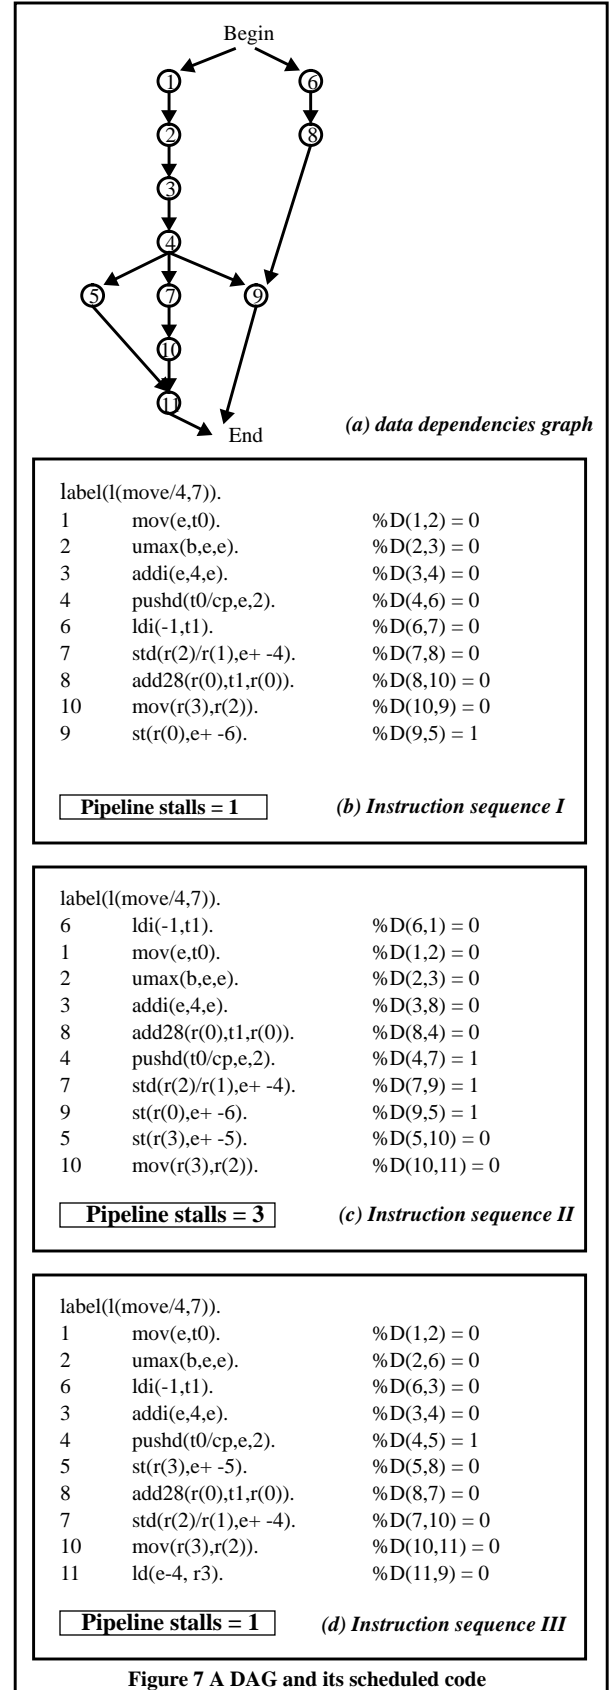 Begin
1
6
2
8
3
4
5
7
9
10
11
End
(a) data dependencies graph
label(l(move/4,7)).
1 mov(e,t0). %D(1,2) = 0
2 umax(b,e,e). %D(2,3) = 0
3 addi(e,4,e). %D(3,4) = 0
4 pushd(t0/cp,e,2). %D(4,6) = 0
6 ldi(-1,t1). %D(6,7) = 0
7 std(r(2)/r(1),e+ -4). %D(7,8) = 0
8 add28(r(0),t1,r(0)). %D(8,10) = 0
10 mov(r(3),r(2)). %D(10,9) = 0
9 st(r(0),e+ -6). %D(9,5) = 1
Pipeline stalls = 1 (b) Instruction sequence I
label(l(move/4,7)).
6 ldi(-1,t1). %D(6,1) = 0
1 mov(e,t0). %D(1,2) = 0
2 umax(b,e,e). %D(2,3) = 0
3 addi(e,4,e). %D(3,8) = 0
8 add28(r(0),t1,r(0)). %D(8,4) = 0
4 pushd(t0/cp,e,2). %D(4,7) = 1
7 std(r(2)/r(1),e+ -4). %D(7,9) = 1
9 st(r(0),e+ -6). %D(9,5) = 1
5 st(r(3),e+ -5). %D(5,10) = 0
10 mov(r(3),r(2)). %D(10,11) = 0
Pipeline stalls = 3 (c) Instruction sequence II
label(l(move/4,7)).
1 mov(e,t0). %D(1,2) = 0
2 umax(b,e,e). %D(2,6) = 0
6 ldi(-1,t1). %D(6,3) = 0
3 addi(e,4,e). %D(3,4) = 0
4 pushd(t0/cp,e,2). %D(4,5) = 1
5 st(r(3),e+ -5). %D(5,8) = 0
8 add28(r(0),t1,r(0)). %D(8,7) = 0
7 std(r(2)/r(1),e+ -4). %D(7,10) = 0
10 mov(r(3),r(2)). %D(10,11) = 0
11 ld(e-4, r3). %D(11,9) = 0
Pipeline stalls = 1 (d) Instruction sequence III
Figure 7 A DAG and its scheduled code